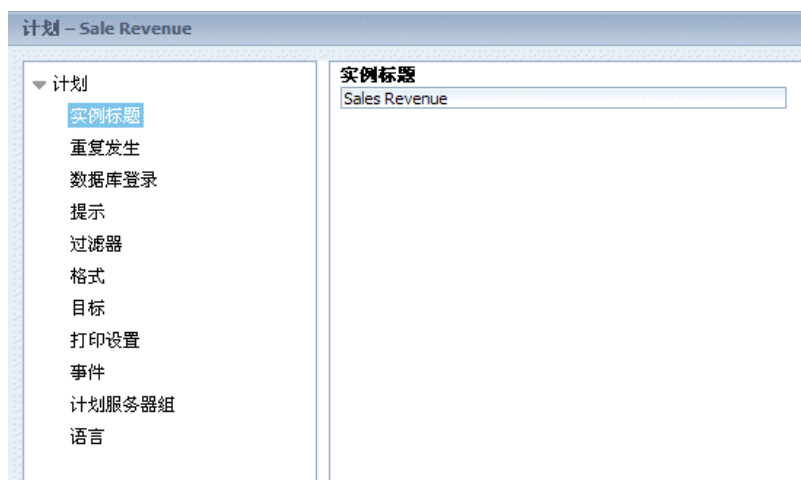 计划 – Sale Revenue
计划
实例标题
重复发生
数据库登录
提示
过滤器
格式
目标
打印设置
事件
计划服务器组
语言
实例标题
Sales Revenue